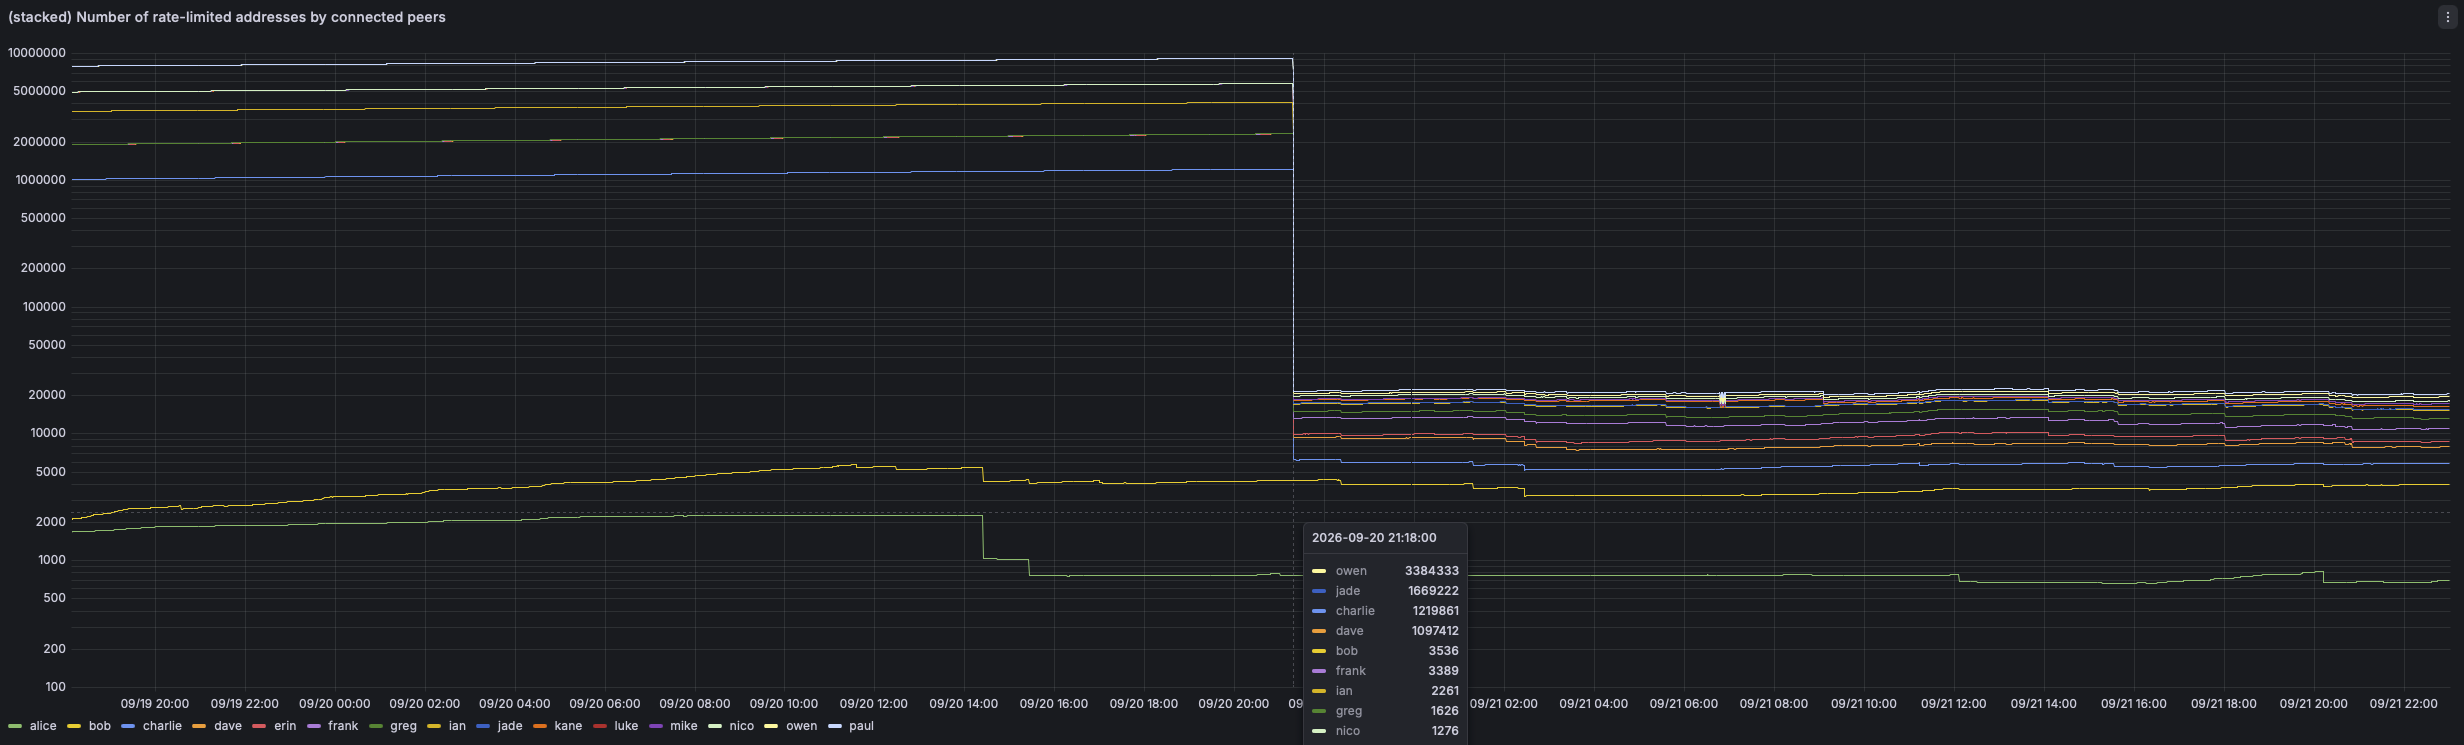 (stacked) Number of rate-limited addresses by connected peers
10000000
5000000
2000000
1000000
500000
200000
100000
50000
20000
10000
5000
2000
1000
500
200
100
09/19 20:00 09/19 22:00 09/20 00:00 09/20 02:00 09/20 04:00 09/20 06:00 09/20 08:00 09/20 10:00 09/20 12:00 09/20 14:00 09/20 16:00 09/20 18:00 09/20 20:00 09 09/21 02:00 09/21 04:00 09/21 06:00 09/21 08:00 09/21 10:00 09/21 12:00 09/21 14:00 09/21 16:00 09/21 18:00 09/21 20:00 09/21 22:00
alice bob charlie dave erin frank greg ian jade kane luke mike nico owen paul
2026-09-20 21:18:00
owen 3384333
jade 1669222
charlie 1219861
dave 1097412
bob 3536
frank 3389
ian 2261
greg 1626
nico 1276